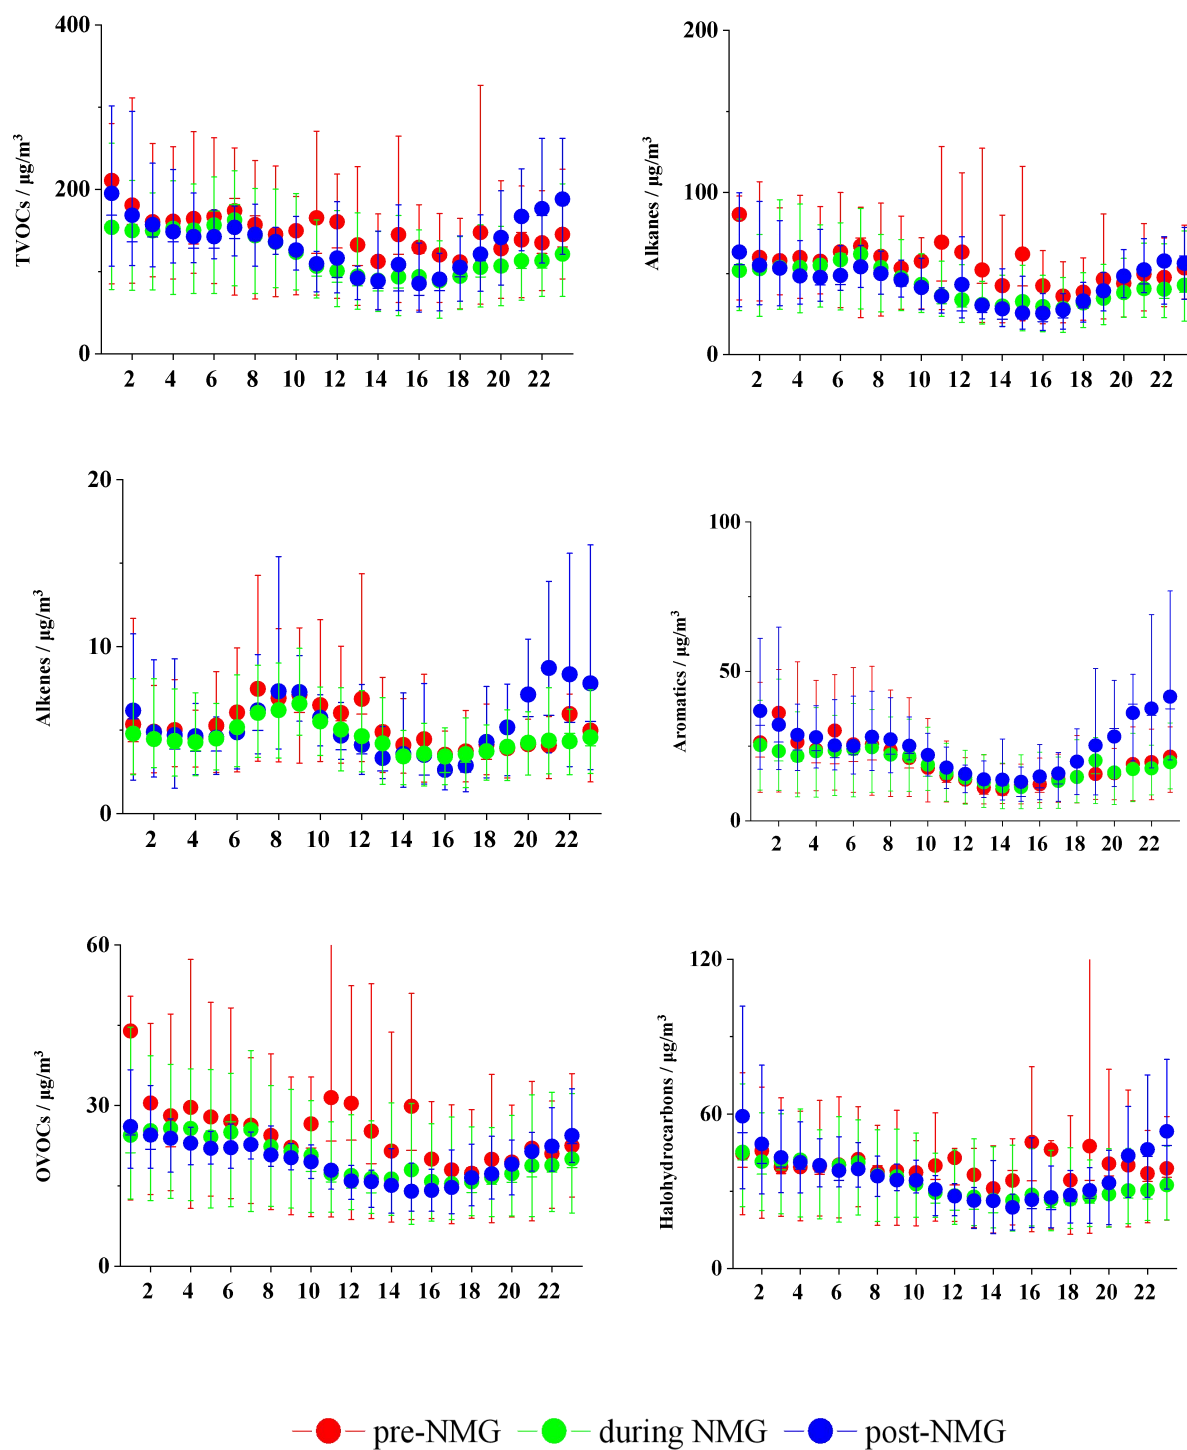 400
200
0
TVOCs / μg/m³
2 4 6 8 10 12 14 16 18 20 22
200
100
0
Alkanes / μg/m³
2 4 6 8 10 12 14 16 18 20 22
20
10
0
Alkenes / μg/m³
2 4 6 8 10 12 14 16 18 20 22
100
50
0
Aromatics / μg/m³
2 4 6 8 10 12 14 16 18 20 22
60
30
0
OVOCs / μg/m³
2 4 6 8 10 12 14 16 18 20 22
120
60
0
Halohydrocarbons / μg/m³
2 4 6 8 10 12 14 16 18 20 22
pre-NMG during NMG post-NMG